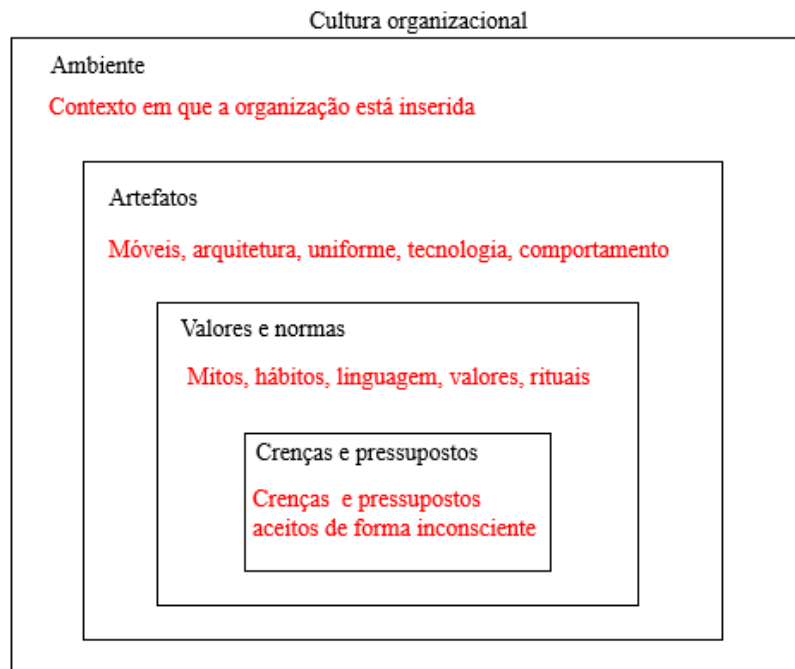 Cultura organizacional
Ambiente
Contexto em que a organização está inserida
Artefatos
Móveis, arquitetura, uniforme, tecnologia, comportamento
Valores e normas
Mitos, hábitos, linguagem, valores, rituais
Crenças e pressupostos
Crenças e pressupostos
aceitos de forma inconsciente